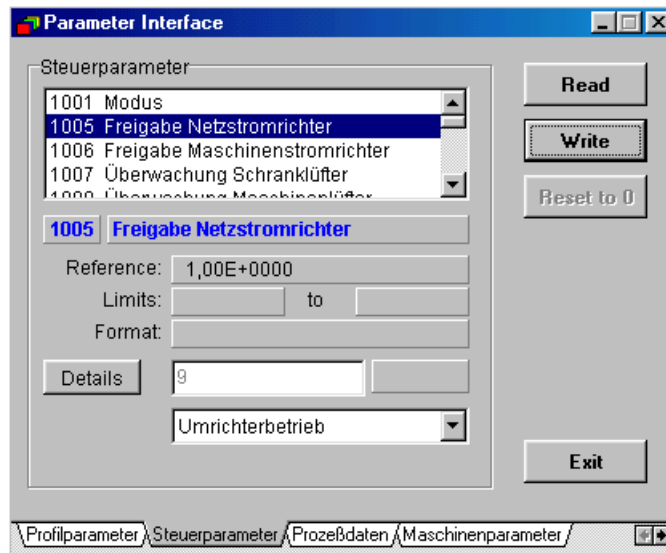 Parameter Interface
Steuerparameter
1001 Modus
1005 Freigabe Netzstromrichter
1006 Freigabe Maschinenstromrichter
1007 Überwachung Schranklüfter
1005 Freigabe Netzstromrichter
Reference: 1,00E+0000
Limits: to
Format:
Details 9
Umrichterbetrieb
Read
Write
Reset to 0
Exit
Profilparameter Steuerparameter Prozeßdaten Maschinenparameter